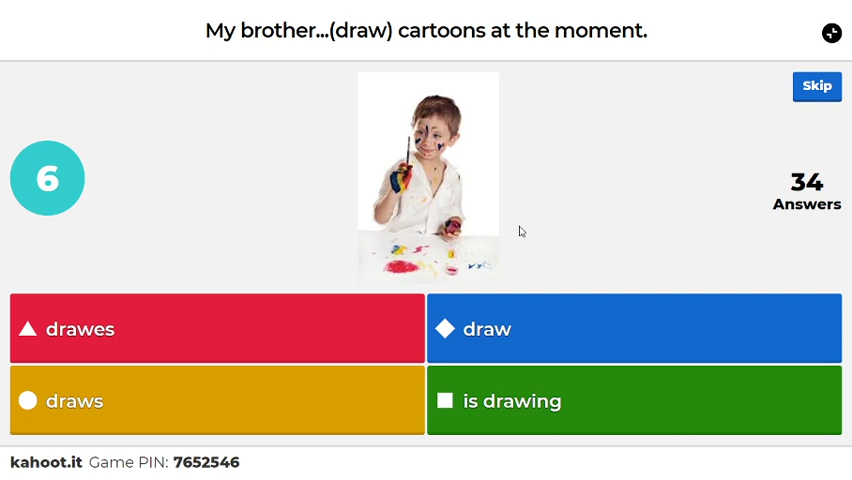 My brother...(draw) cartoons at the moment.
Skip
6
34
Answers
drawes
draw
draws
is drawing
kahoot.it Game PIN: 7652546